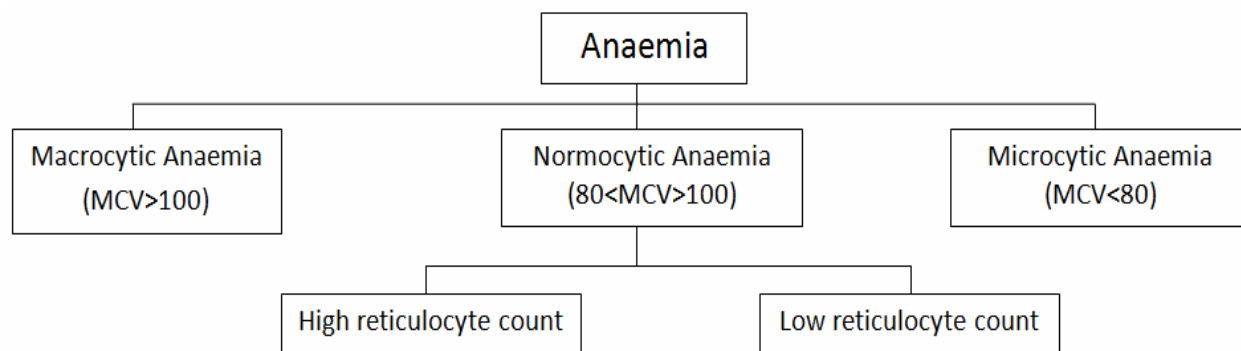 Anaemia
Macrocytic Anaemia
(MCV>100)
Normocytic Anaemia
(80<MCV>100)
Microcytic Anaemia
(MCV<80)
High reticulocyte count
Low reticulocyte count